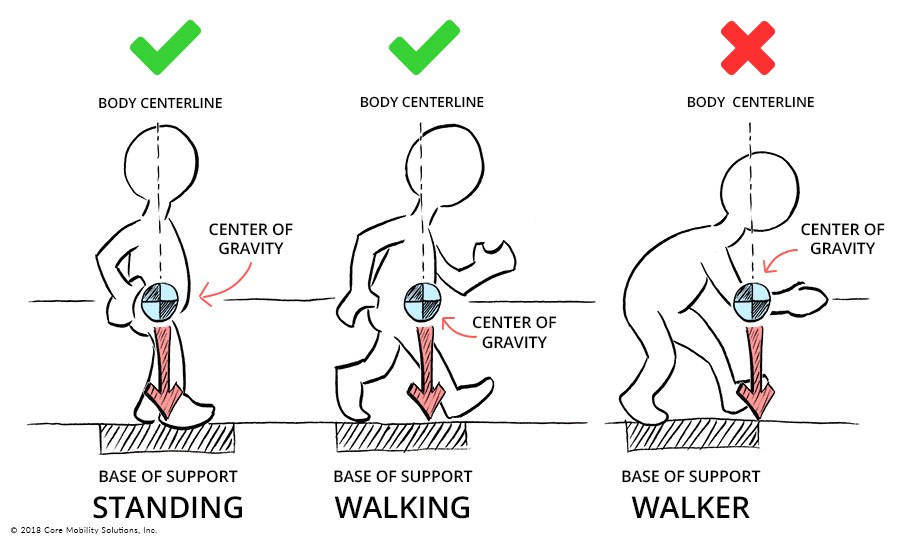 BODY CENTERLINE
BODY CENTERLINE
BODY CENTERLINE
CENTER OF
GRAVITY
CENTER OF
GRAVITY
CENTER OF
GRAVITY
BASE OF SUPPORT
STANDING
BASE OF SUPPORT
WALKING
BASE OF SUPPORT
WALKER
© 2018 Core Mobility Solutions, Inc.